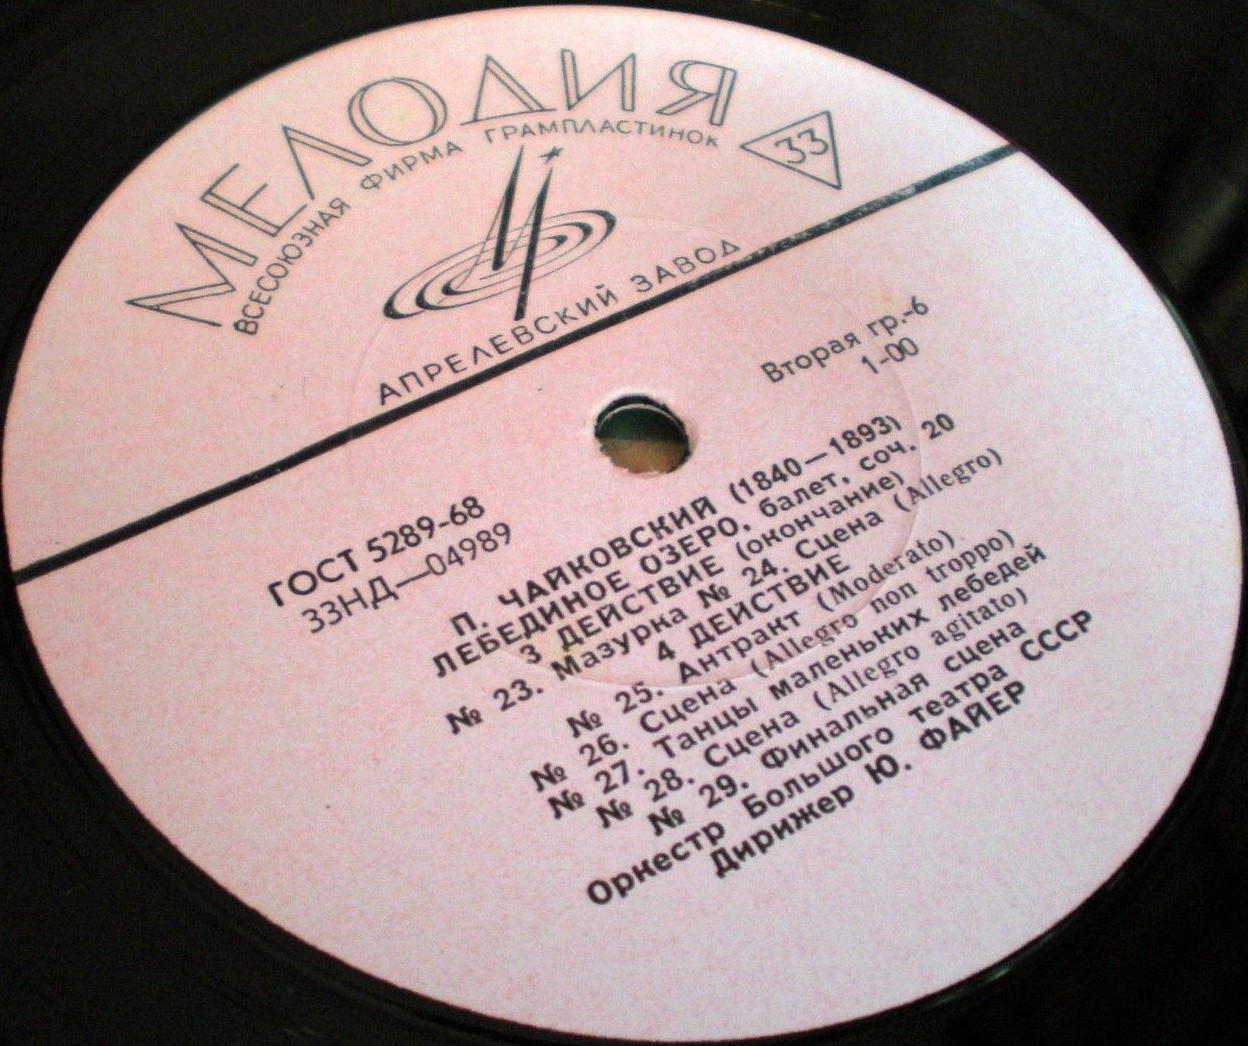 МЕЛОДИЯ
ВСЕСОЮЗНАЯ ФИРМА ГРАМПЛАСТИНОК
33
АПРЕЛЕВСКИЙ ЗАВОД
Вторая гр.-6
1-00
ГОСТ 5289-68
33НД—04989
П. ЧАЙКОВСКИЙ (1840—1893)
ЛЕБЕДИНОЕ ОЗЕРО, балет, соч. 20
3 ДЕЙСТВИЕ (окончание)
№ 23. Мазурка № 24. Сцена (Allegro)
4 ДЕЙСТВИЕ
№ 25. Антракт (Moderato)
№ 26. Сцена (Allegro non troppo)
№ 27. Танцы маленьких лебедей
№ 28. Сцена (Allegro agitato)
№ 29. Финальная сцена
Оркестр Большого театра СССР
Дирижер Ю. ФАЙЕР